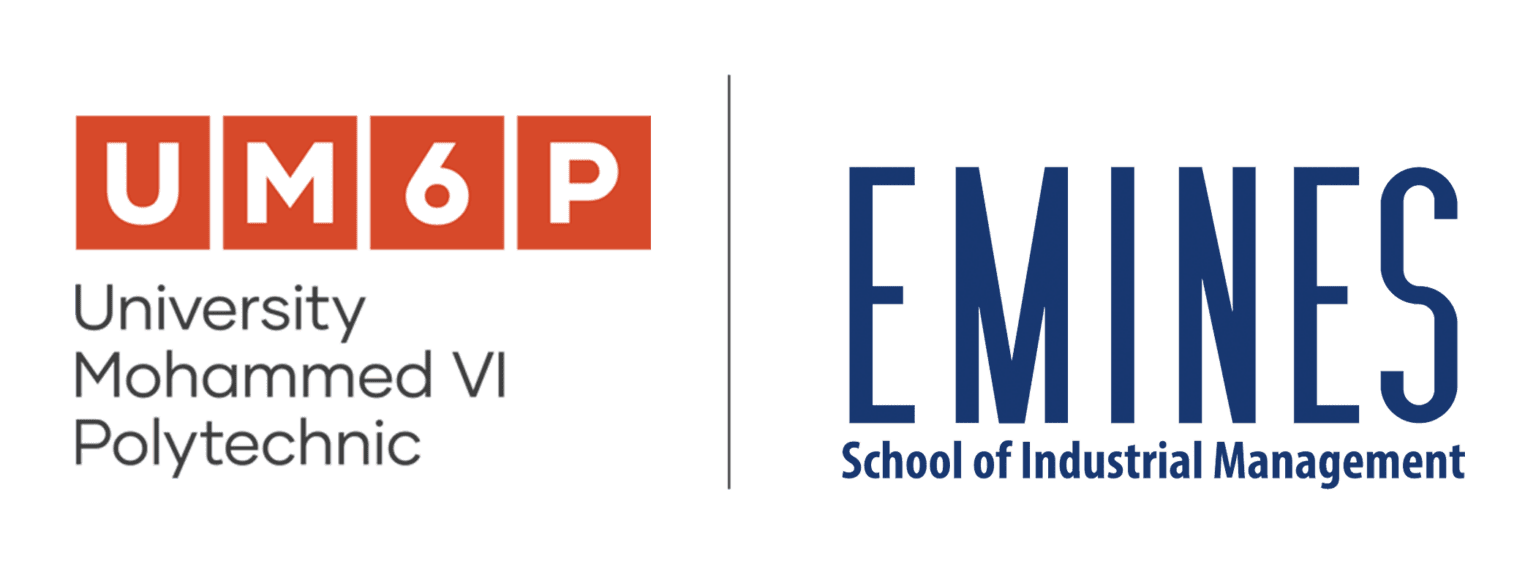 UM6P
University
Mohammed VI
Polytechnic
EMINES
School of Industrial Management